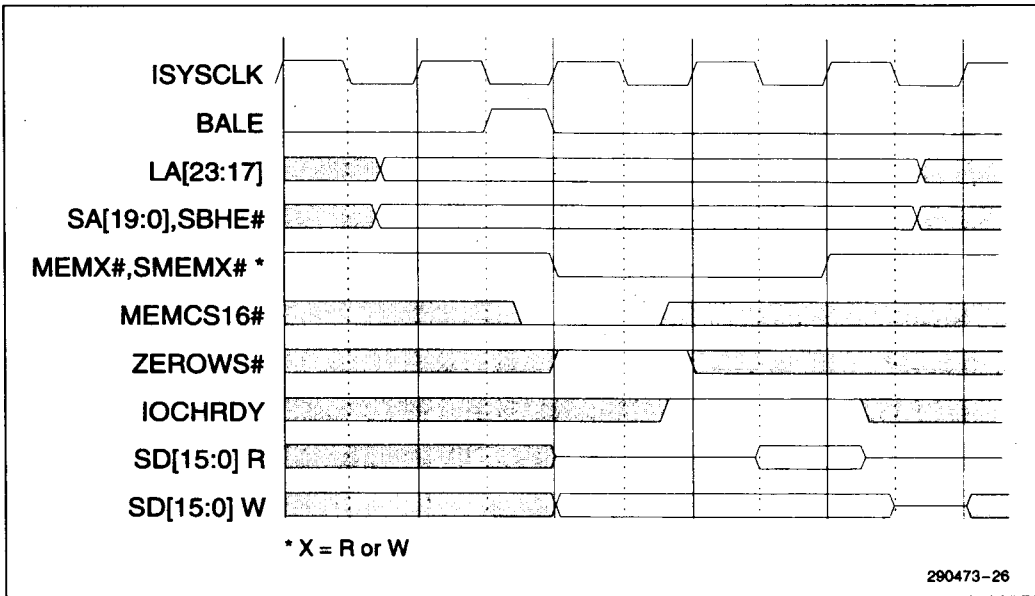 ISYSCLK
BALE
LA[23:17]
SA[19:0],SBHE#
MEMX#,SMEMX# *
MEMCS16#
ZEROWS#
IOCHRDY
SD[15:0] R
SD[15:0] W
* X = R or W
290473-26